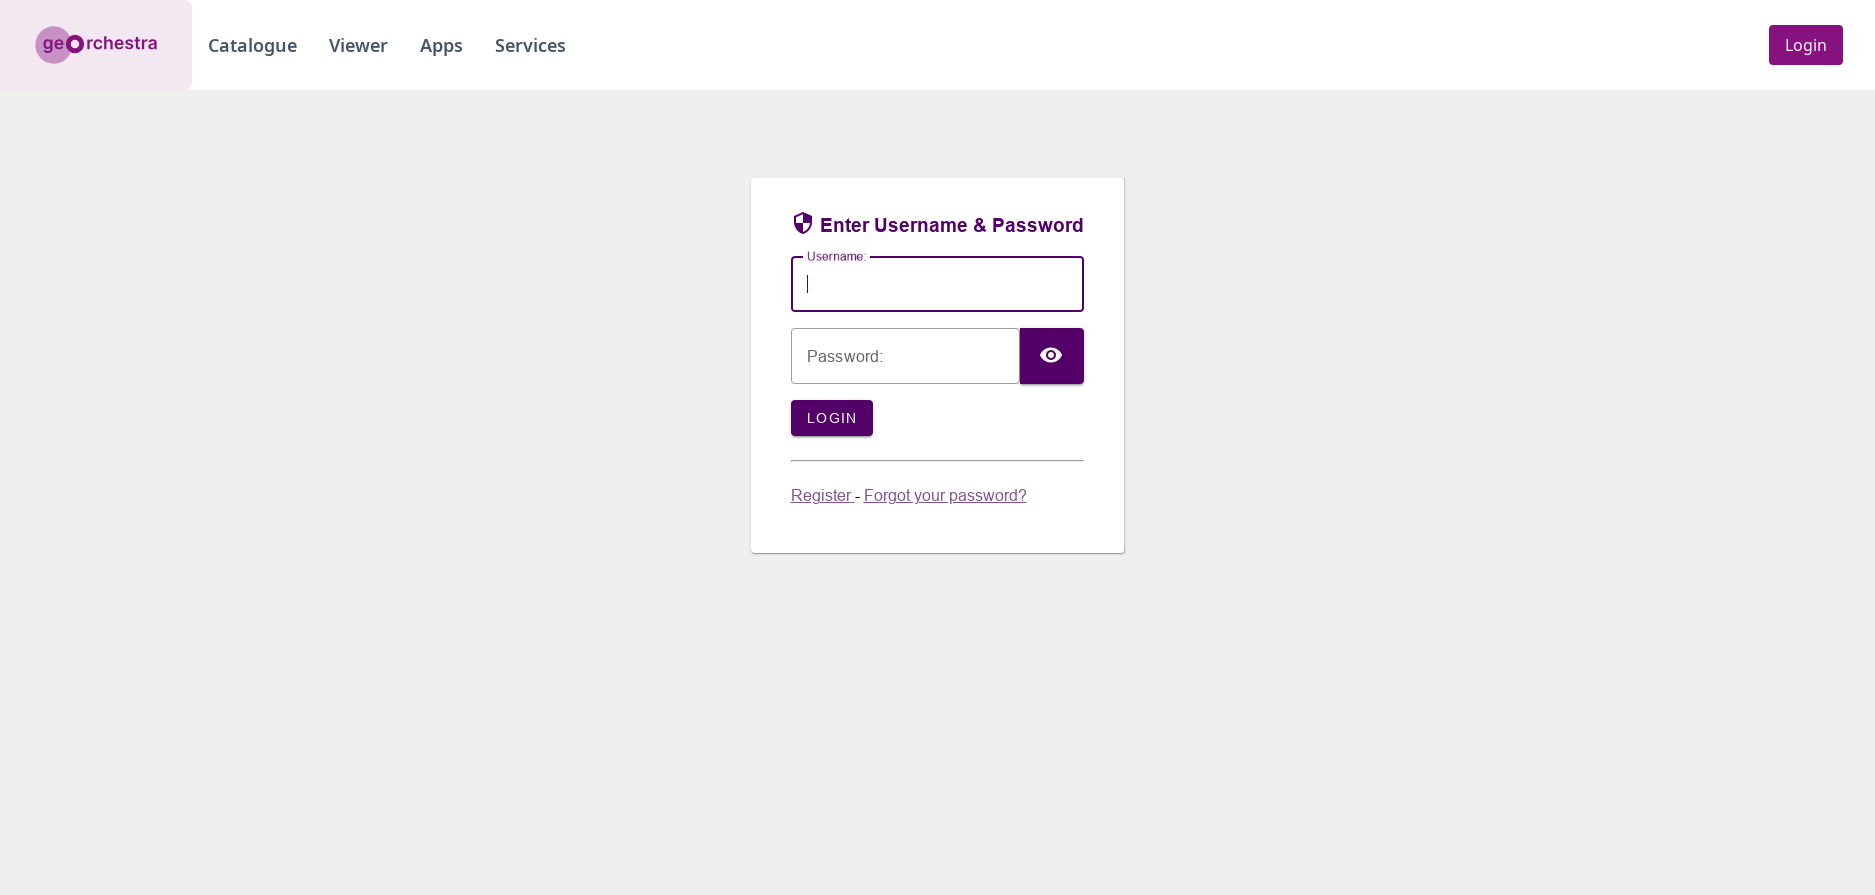 georchestra
Catalogue Viewer Apps Services
Login
Enter Username & Password
Username:
Password:
LOGIN
Register - Forgot your password?